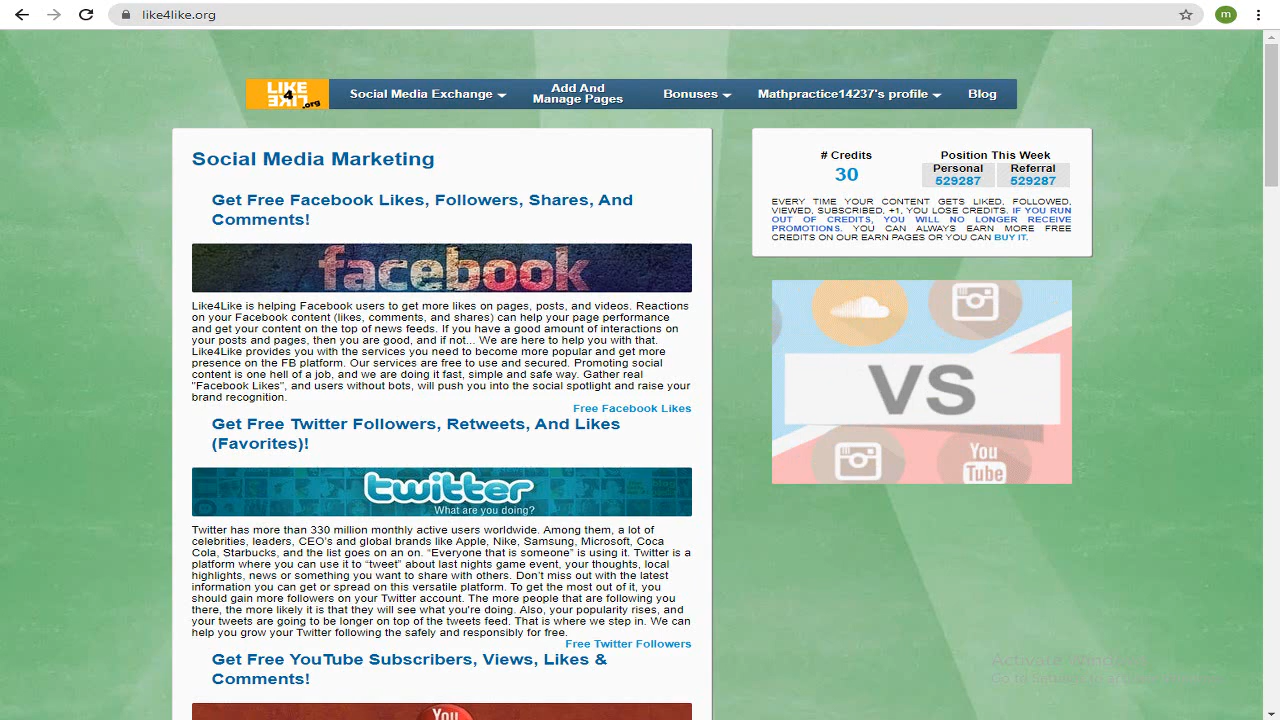 like4like.org
m
LIKE
4
LIKE
.org
Social Media Exchange
Add And
Manage Pages
Bonuses
Mathpractice14237's profile
Blog
Social Media Marketing
Get Free Facebook Likes, Followers, Shares, And
Comments!
facebook
Like4Like is helping Facebook users to get more likes on pages, posts, and videos. Reactions
on your Facebook content (likes, comments, and shares) can help your page performance
and get your content on the top of news feeds. If you have a good amount of interactions on
your posts and pages, then you are good, and if not... We are here to help you with that.
Like4Like provides you with the services you need to become more popular and get more
presence on the FB platform. Our services are free to use and secured. Promoting social
content is one hell of a job, and we are doing it fast, simple and safe way. Gather real
"Facebook Likes", and users without bots, will push you into the social spotlight and raise your
brand recognition.
Free Facebook Likes
Get Free Twitter Followers, Retweets, And Likes
(Favorites)!
twitter
What are you doing?
Twitter has more than 330 million monthly active users worldwide. Among them, a lot of
celebrities, leaders, CEO's and global brands like Apple, Nike, Samsung, Microsoft, Coca
Cola, Starbucks, and the list goes on an on. “Everyone that is someone” is using it. Twitter is a
platform where you can use it to “tweet” about last nights game event, your thoughts, local
highlights, news or something you want to share with others. Don't miss out with the latest
information you can get or spread on this versatile platform. To get the most out of it, you
should gain more followers on your Twitter account. The more people that are following you
there, the more likely it is that they will see what you're doing. Also, your popularity rises, and
your tweets are going to be longer on top of the tweets feed. That is where we step in. We can
help you grow your Twitter following the safely and responsibly for free.
Free Twitter Followers
Get Free YouTube Subscribers, Views, Likes &
Comments!
You
# Credits
30
Position This Week
Personal Referral
529287 529287
EVERY TIME YOUR CONTENT GETS LIKED, FOLLOWED,
VIEWED, SUBSCRIBED, +1, YOU LOSE CREDITS. IF YOU RUN
OUT OF CREDITS, YOU WILL NO LONGER RECEIVE
PROMOTIONS. YOU CAN ALWAYS EARN MORE FREE
CREDITS ON OUR EARN PAGES OR YOU CAN BUY IT.
VS
You
Tube
Activate Windows